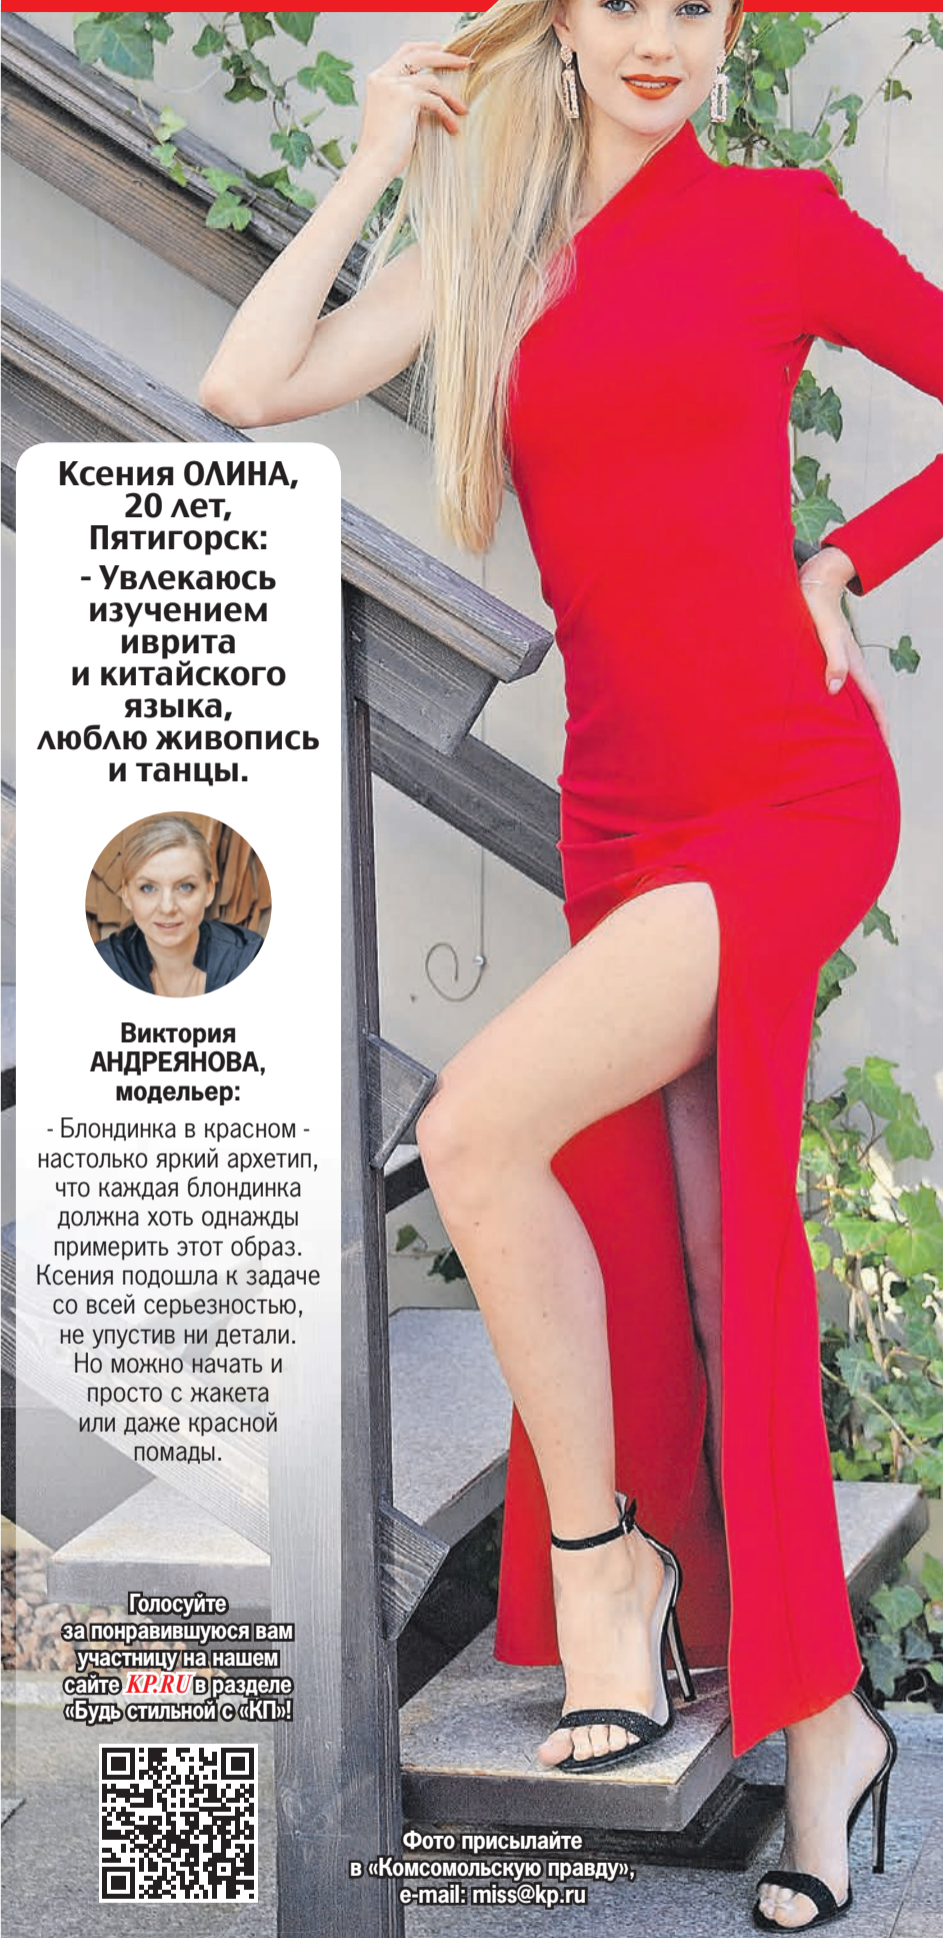 Ксения ОЛИНА,
20 лет,
Пятигорск:
- Увлекаюсь
изучением
иврита
и китайского
языка,
люблю живопись
и танцы.
Виктория
АНДРЕЯНОВА,
модельер:
- Блондинка в красном -
настолько яркий архетип,
что каждая блондинка
должна хоть однажды
примерить этот образ.
Ксения подошла к задаче
со всей серьезностью,
не упустив ни детали.
Но можно начать и
просто с жакета
или даже красной
помады.
Голосуйте
за понравившуюся вам
участницу на нашем
сайте KP.RU в разделе
«Будь стильной с «КП»!
Фото присылайте
в «Комсомольскую правду»,
e-mail: miss@kp.ru